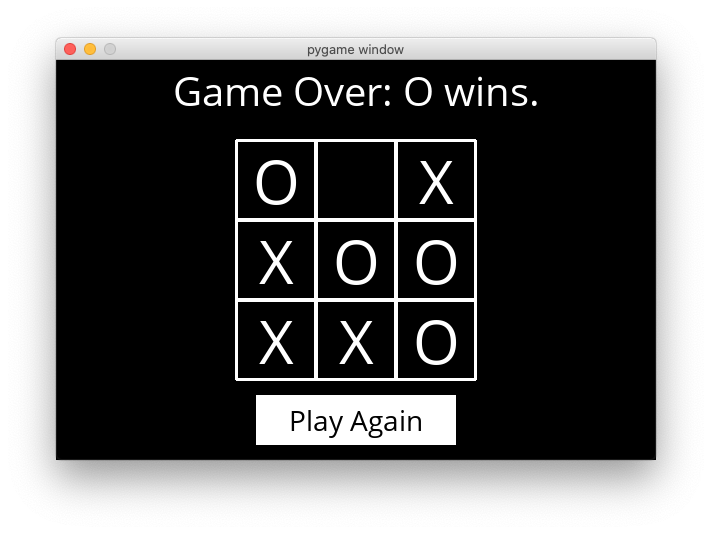 pygame window
Game Over: O wins.
O X
X O O
X X O
Play Again